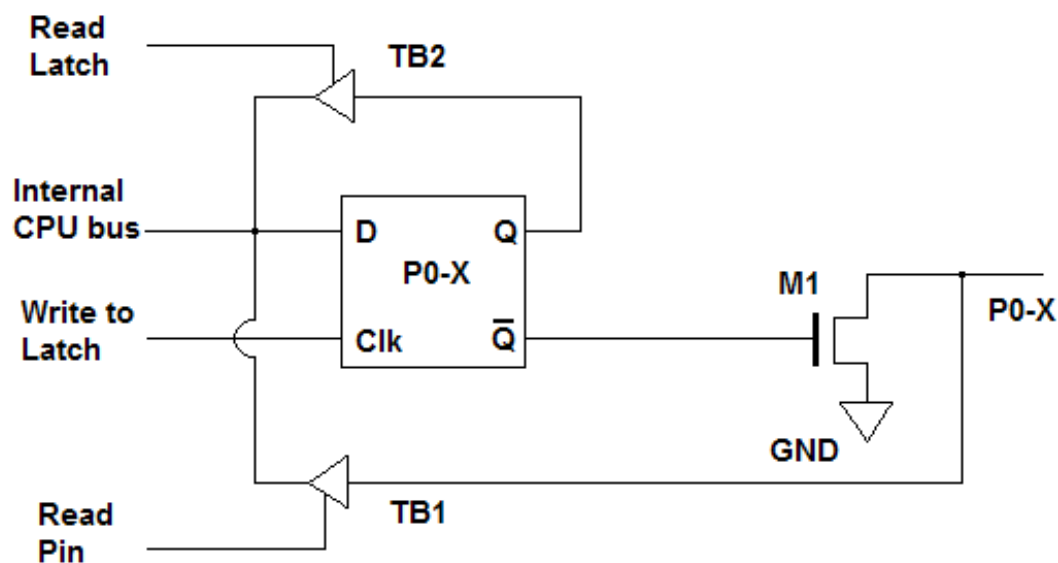 Read
Latch
TB2
Internal
CPU bus
D
Q
P0-X
M1
P0-X
Write to
Latch
Clk
Q̅
GND
TB1
Read
Pin